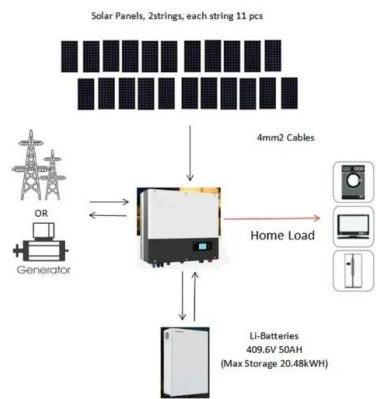 Solar Panels, 2strings, each string 11 pcs
4mm2 Cables
OR
Generator
Home Load
Li-Batteries
409.6V 50AH
(Max Storage 20.48kWH)